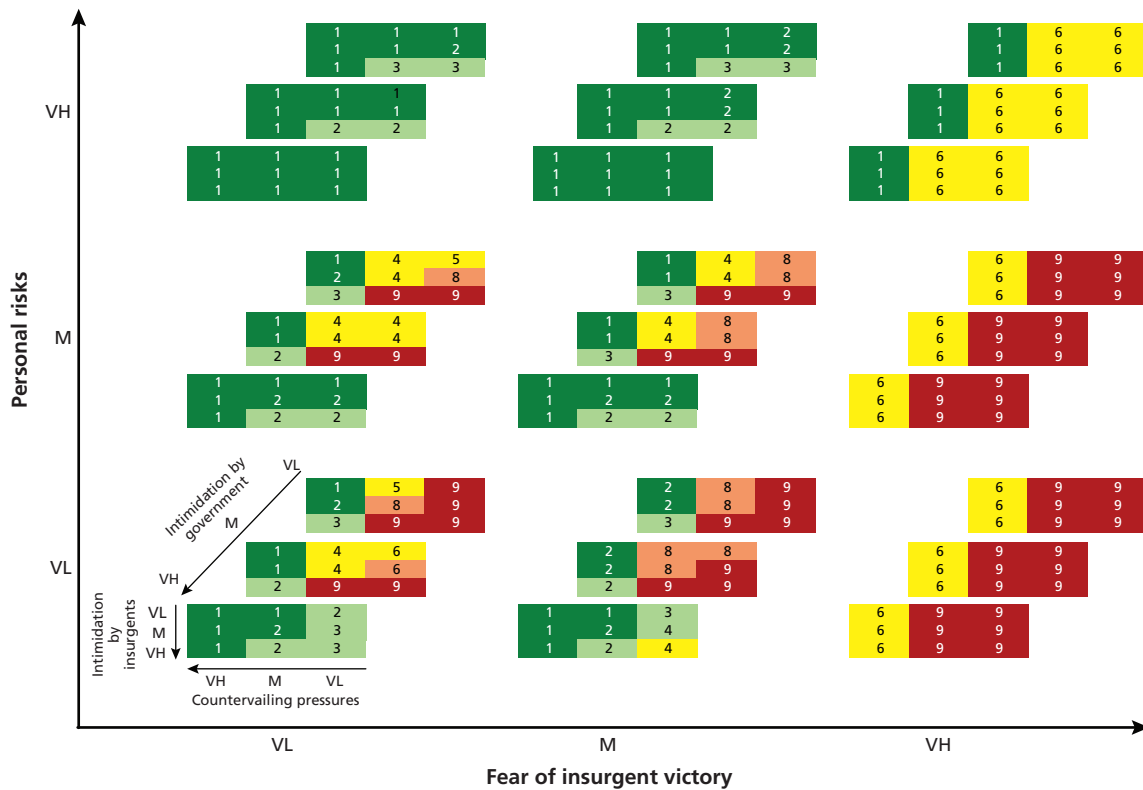 1 1 1 1 1 2 1 6 6
1 1 2 1 1 2 1 6 6
1 3 3 1 3 3 1 6 6
1 1 1 1 1 2 1 6 6
VH 1 1 1 1 1 2 1 6 6
1 2 2 1 2 2 1 6 6
1 1 1 1 1 1 1 6 6
1 1 1 1 1 1 1 6 6
1 1 1 1 1 1 1 6 6
Personal risks
1 4 5 1 4 8 6 9 9
2 4 8 1 4 8 6 9 9
3 9 9 3 9 9 6 9 9
1 4 4 1 4 8 6 9 9
M 1 4 4 1 4 8 6 9 9
2 9 9 3 9 9 6 9 9
1 1 1 1 1 1 6 9 9
1 2 2 1 2 2 6 9 9
1 2 2 1 2 2 6 9 9
Intimidation by
government
VL
M
VH
1 5 9 2 8 9 6 9 9
2 8 9 2 8 9 6 9 9
3 9 9 3 9 9 6 9 9
1 4 6 2 8 8 6 9 9
VL 1 4 6 2 8 9 6 9 9
2 9 9 2 9 9 6 9 9
Intimidation
by
insurgents
VL 1 1 2 1 1 3 6 9 9
M 1 2 3 1 2 4 6 9 9
VH 1 2 3 1 2 4 6 9 9
VH M VL
Countervailing pressures
VL M VH
Fear of insurgent victory